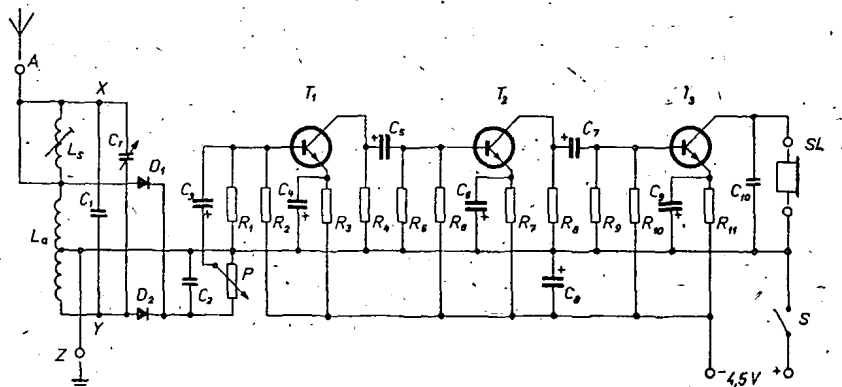 A
X
T₁
T₂
T₃
C₅
C₇
SL
Lₛ
C₁
D₁
C₃
C₄
C₆
C₉
C₁₀
Lₐ
C₁
R₁
R₂
R₃
R₄
R₅
R₆
R₇
R₈
R₉
R₁₀
R₁₁
C₂
P
C₈
Y
D₂
Z
S
- 4,5V +